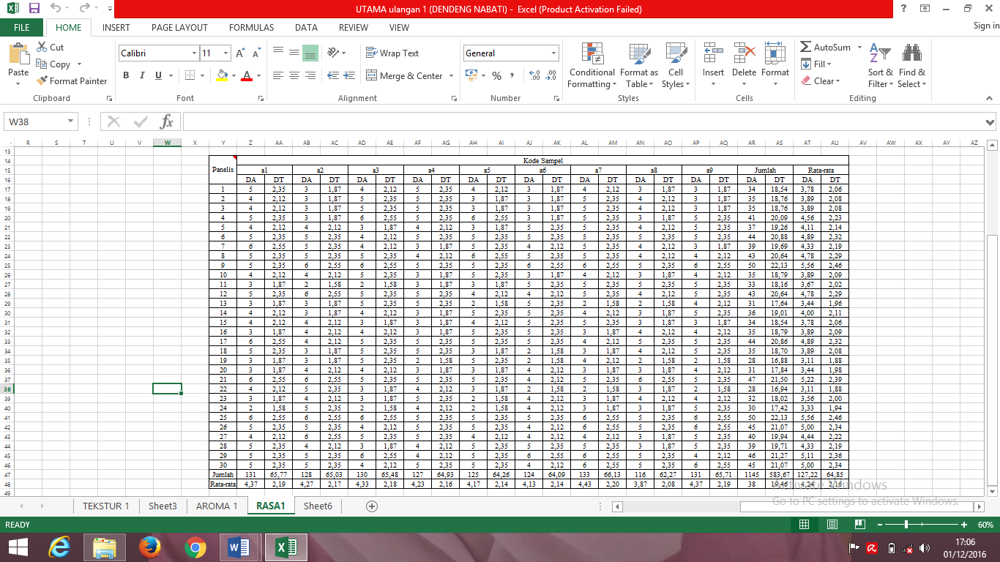 UTAMA ulangan 1 (DENDENG NABATI) - Excel (Product Activation Failed)
FILE HOME INSERT PAGE LAYOUT FORMULAS DATA REVIEW VIEW Sign in
Paste Cut Copy Format Painter
Calibri 11 Wrap Text General
B I U Merge & Center % Conditional Formatting Format as Table Cell Styles Insert Delete Format
AutoSum Fill Clear Sort & Filter Find & Select
Clipboard Font Alignment Number Styles Cells Editing
W38 fx
R S T U V W X Y Z AA AB AC AD AE AF AG AH AI AJ AK AL AM AN AO AP AQ AR AS AT AU AV AW AX AY AZ
13
14 Panelis Kode Sampel
15 a1 a2 a3 a4 a5 a6 a7 a8 a9 Jumlah Rata-rata
16 DA DT DA DT DA DT DA DT DA DT DA DT DA DT DA DT DA DT DA DT DA DT
17 1 5 2,35 3 1,87 4 2,12 5 2,35 4 2,12 3 1,87 4 2,12 3 1,87 3 1,87 34 18,54 3,78 2,06
18 2 4 2,12 3 1,87 5 2,35 5 2,35 3 1,87 3 1,87 5 2,35 4 2,12 3 1,87 35 18,76 3,89 2,08
19 3 4 2,12 3 1,87 5 2,35 5 2,35 3 1,87 3 1,87 5 2,35 4 2,12 3 1,87 35 18,76 3,89 2,08
20 4 5 2,35 3 1,87 6 2,55 5 2,35 6 2,55 3 1,87 5 2,35 3 1,87 5 2,35 41 20,09 4,56 2,23
21 5 4 2,12 4 2,12 3 1,87 4 2,12 3 1,87 5 2,35 5 2,35 4 2,12 5 2,35 37 19,26 4,11 2,14
22 6 5 2,35 5 2,35 4 2,12 5 2,35 5 2,35 5 2,35 5 2,35 5 2,35 5 2,35 44 20,88 4,89 2,32
23 7 6 2,55 5 2,35 4 2,12 3 1,87 5 2,35 4 2,12 5 2,35 4 2,12 3 1,87 39 19,69 4,33 2,19
24 8 5 2,35 5 2,35 5 2,35 4 2,12 6 2,55 5 2,35 5 2,35 4 2,12 4 2,12 43 20,64 4,78 2,29
25 9 5 2,35 6 2,55 6 2,55 5 2,35 5 2,35 6 2,55 6 2,55 5 2,35 6 2,55 50 22,13 5,56 2,46
26 10 4 2,12 4 2,12 5 2,35 3 1,87 5 2,35 3 1,87 4 2,12 3 1,87 4 2,12 35 18,79 3,89 2,09
27 11 3 1,87 2 1,58 2 1,58 3 1,87 3 1,87 5 2,35 5 2,35 5 2,35 5 2,35 33 18,16 3,67 2,02
28 12 5 2,35 6 2,55 5 2,35 5 2,35 4 2,12 4 2,12 5 2,35 4 2,12 5 2,35 43 20,64 4,78 2,29
29 13 3 1,87 3 1,87 5 2,35 5 2,35 2 1,58 5 2,35 2 1,58 2 1,58 4 2,12 31 17,64 3,44 1,96
30 14 4 2,12 3 1,87 4 2,12 3 1,87 5 2,35 5 2,35 4 2,12 3 1,87 5 2,35 36 19,01 4,00 2,11
31 15 4 2,12 4 2,12 3 1,87 3 1,87 4 2,12 5 2,35 5 2,35 3 1,87 3 1,87 34 18,54 3,78 2,06
32 16 3 1,87 4 2,12 4 2,12 3 1,87 5 2,35 5 2,35 3 1,87 4 2,12 4 2,12 35 18,79 3,89 2,09
33 17 6 2,55 4 2,12 5 2,35 5 2,35 5 2,35 5 2,35 4 2,12 5 2,35 5 2,35 44 20,86 4,89 2,32
34 18 5 2,35 3 1,87 5 2,35 5 2,35 3 1,87 2 1,58 3 1,87 4 2,12 5 2,35 35 18,70 3,89 2,08
35 19 3 1,87 3 1,87 5 2,35 2 1,58 5 2,35 2 1,58 4 2,12 2 1,58 2 1,58 28 16,88 3,11 1,88
36 20 3 1,87 4 2,12 4 2,12 3 1,87 3 1,87 4 2,12 3 1,87 3 1,87 4 2,12 31 17,84 3,44 1,98
37 21 6 2,55 6 2,55 5 2,35 5 2,35 5 2,35 4 2,12 5 2,35 6 2,55 5 2,35 47 21,50 5,22 2,39
38 22 4 2,12 5 2,35 3 1,87 4 2,12 3 1,87 2 1,58 2 1,58 3 1,87 2 1,58 28 16,94 3,11 1,88
39 23 3 1,87 4 2,12 3 1,87 5 2,35 2 1,58 4 2,12 3 1,87 4 2,12 4 2,12 32 18,02 3,56 2,00
40 24 2 1,58 5 2,35 2 1,58 4 2,12 2 1,58 4 2,12 3 1,87 3 1,87 5 2,35 30 17,42 3,33 1,94
41 25 6 2,55 6 2,55 6 2,55 5 2,35 5 2,35 5 2,35 6 2,55 5 2,35 6 2,55 50 22,13 5,56 2,46
42 26 5 2,35 5 2,35 4 2,12 5 2,35 5 2,35 4 2,12 6 2,55 5 2,35 6 2,55 45 21,07 5,00 2,34
43 27 4 2,12 6 2,55 5 2,35 5 2,35 4 2,12 4 2,12 4 2,12 3 1,87 5 2,35 40 19,94 4,44 2,22
44 28 5 2,35 4 2,12 3 1,87 4 2,12 5 2,35 5 2,35 5 2,35 3 1,87 5 2,35 39 19,71 4,33 2,19
45 29 5 2,35 5 2,35 6 2,55 4 2,12 5 2,35 6 2,55 6 2,55 5 2,35 4 2,12 46 21,27 5,11 2,36
46 30 5 2,35 5 2,35 4 2,12 5 2,35 5 2,35 4 2,12 6 2,55 5 2,35 6 2,55 45 21,07 5,00 2,34
47 Jumlah 131 65,77 128 65,03 130 65,48 127 64,93 125 64,26 124 64,09 133 66,13 116 62,27 131 65,71 1145 583,67 127,22 64,85
48 Rata-rata 4,37 2,19 4,27 2,17 4,33 2,18 4,23 2,16 4,17 2,14 4,13 2,14 4,43 2,20 3,87 2,08 4,37 2,19 38 19,46 4,24 2,16
49
Activate Windows
Go to PC settings to activate Windows.
TEKSTUR 1 Sheet3 AROMA 1 RASA1 Sheet6
READY 60%
17:06
01/12/2016